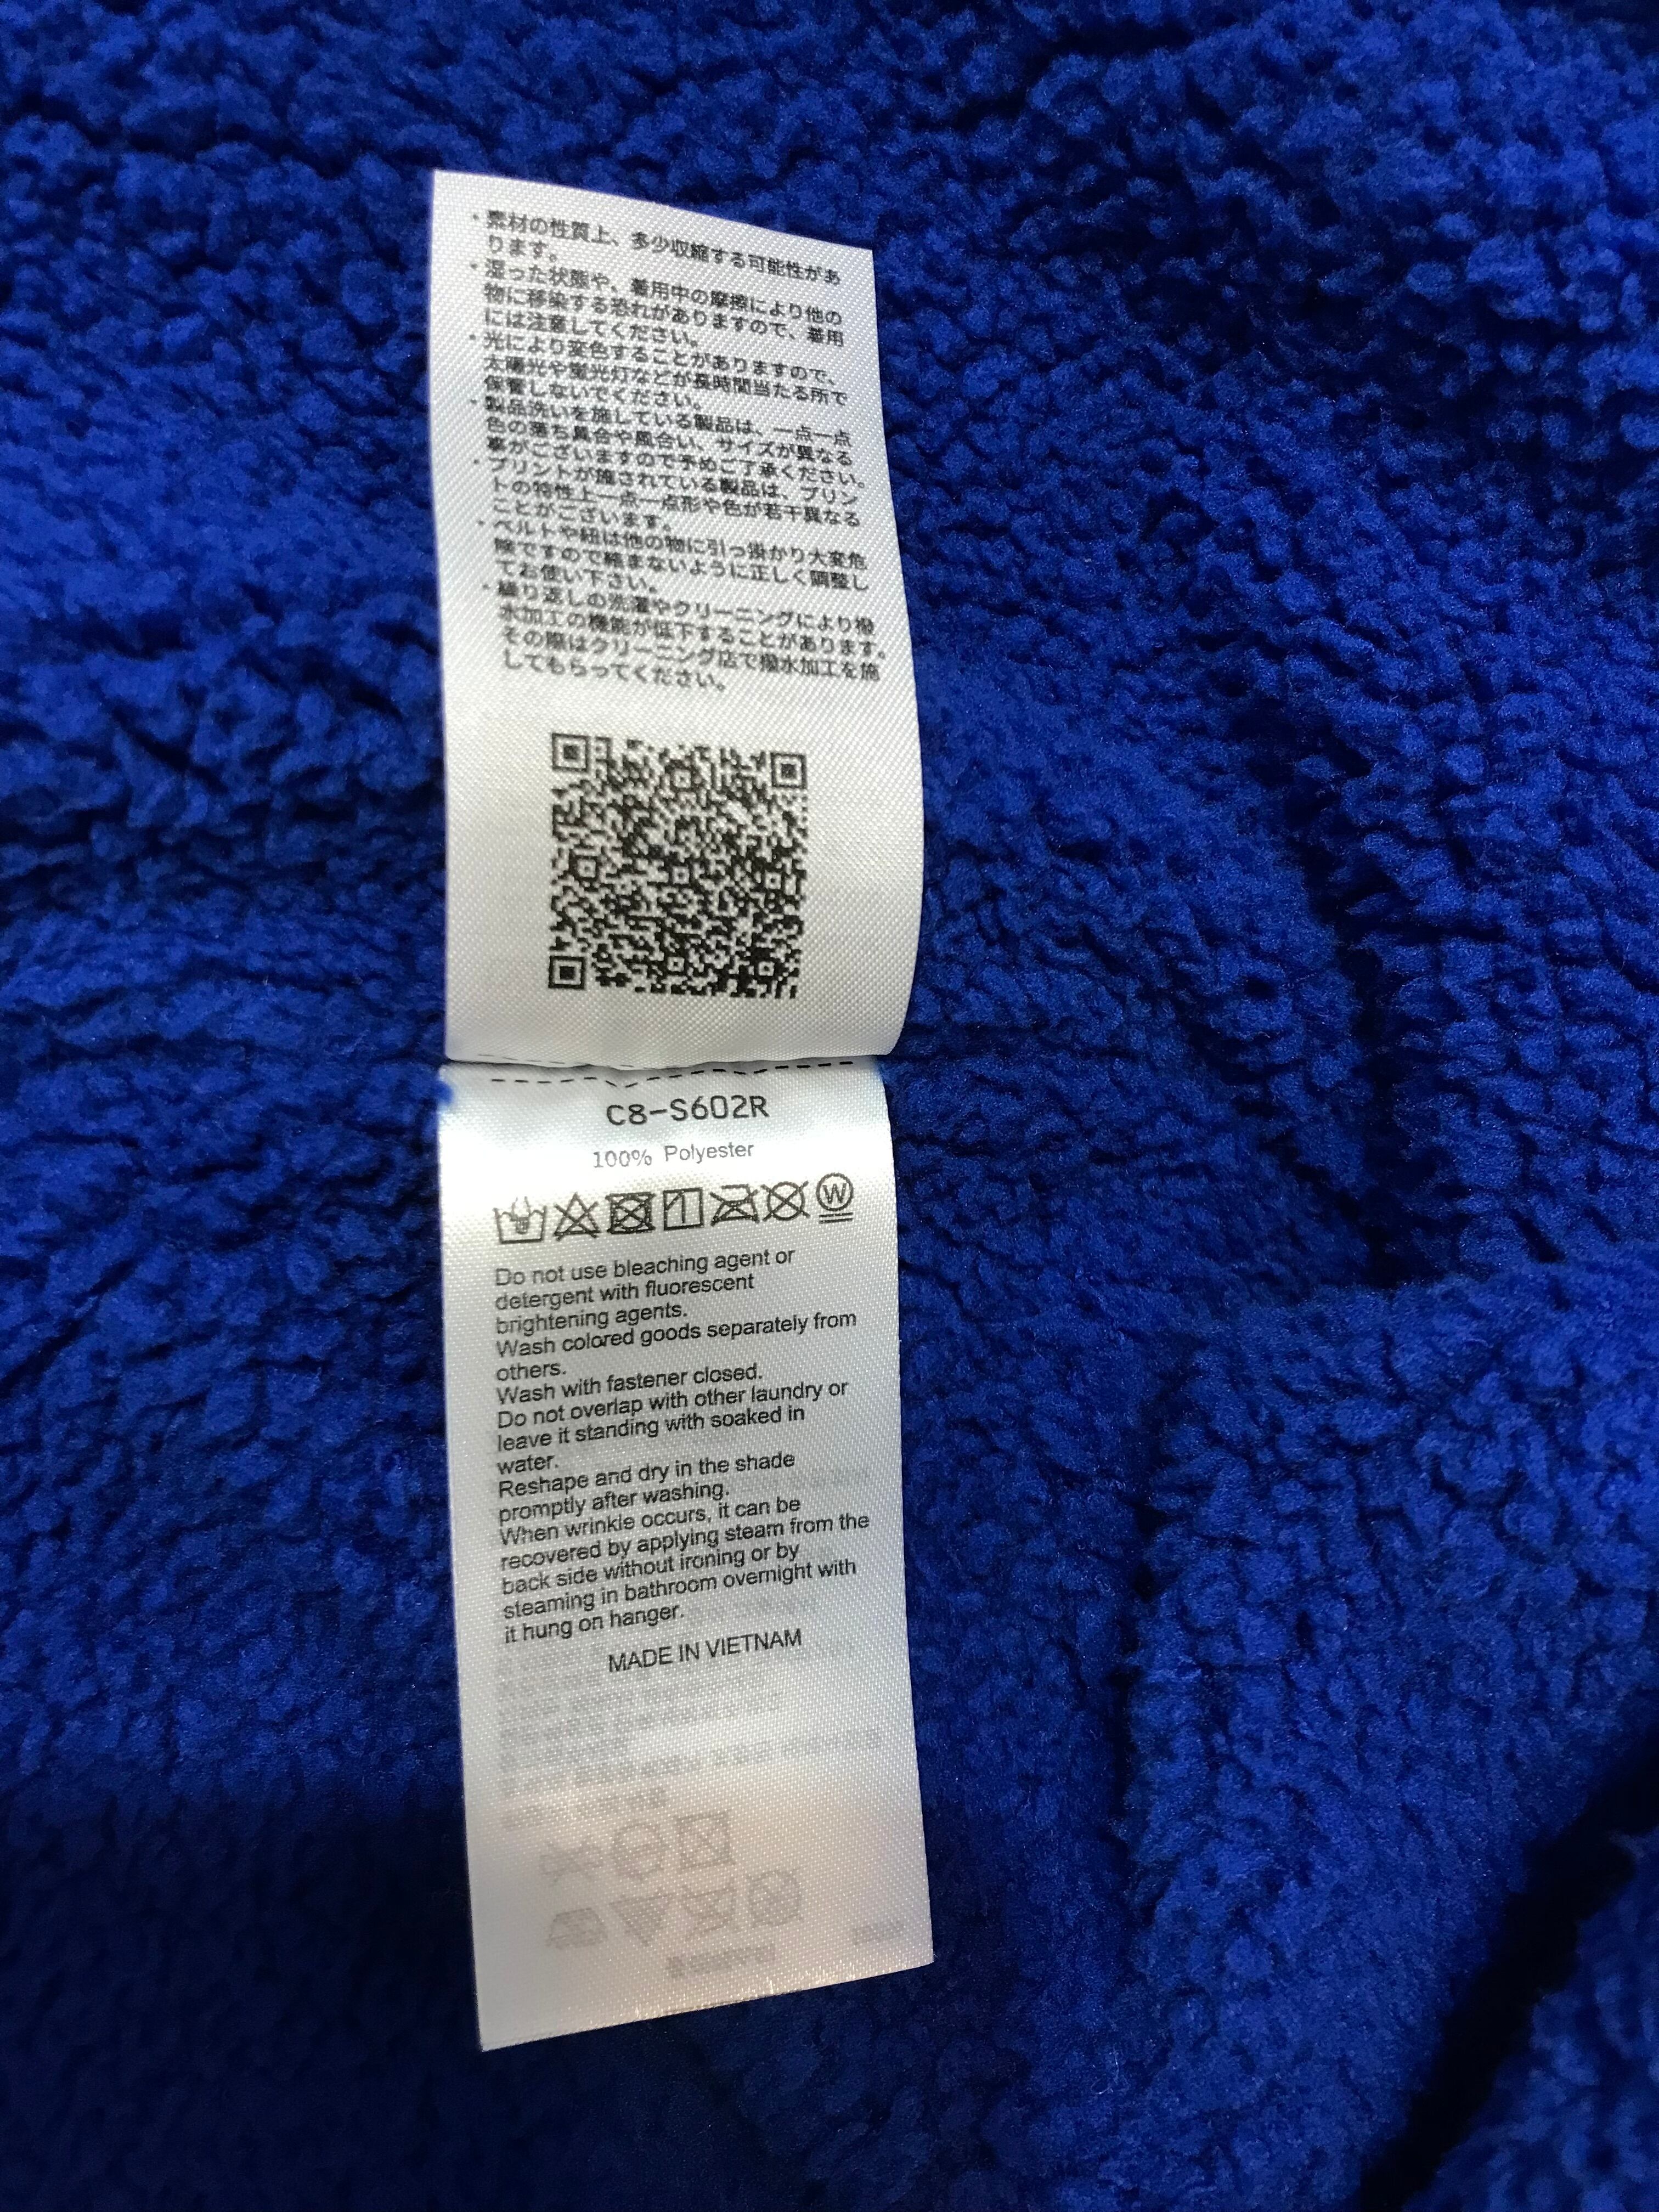 ・素材の性質上、多少収縮する可能性があ
ります。
・湿った状態や、着用中の摩擦により他の
物に移染する恐れがありますので、着用
には注意してください。
・光により変色することがありますので、
太陽光や蛍光灯などが長時間当たる所で
保管しないでください。
・製品洗いを施している製品は、一点一点
色の落ち具合や風合い、サイズが異なる
事がございますので予めご了承ください。
・プリントが施されている製品は、プリン
トの特性上一点一点形や色が若干異なる
ことがございます。
・ベルトや紐は他の物に引っ掛かり大変危
険ですので絡まないように正しく調整し
てお使い下さい。
・繰り返しの洗濯やクリーニングにより撥
水加工の機能が低下することがあります。
その際はクリーニング店で撥水加工を施
してもらってください。
C8-S602R
100% Polyester
W
Do not use bleaching agent or
detergent with fluorescent
brightening agents.
Wash colored goods separately from
others.
Wash with fastener closed.
Do not overlap with other laundry or
leave it standing with soaked in
water.
Reshape and dry in the shade
promptly after washing.
When wrinkle occurs, it can be
recovered by applying steam from the
back side without ironing or by
steaming in bathroom overnight with
it hung on hanger.
MADE IN VIETNAM